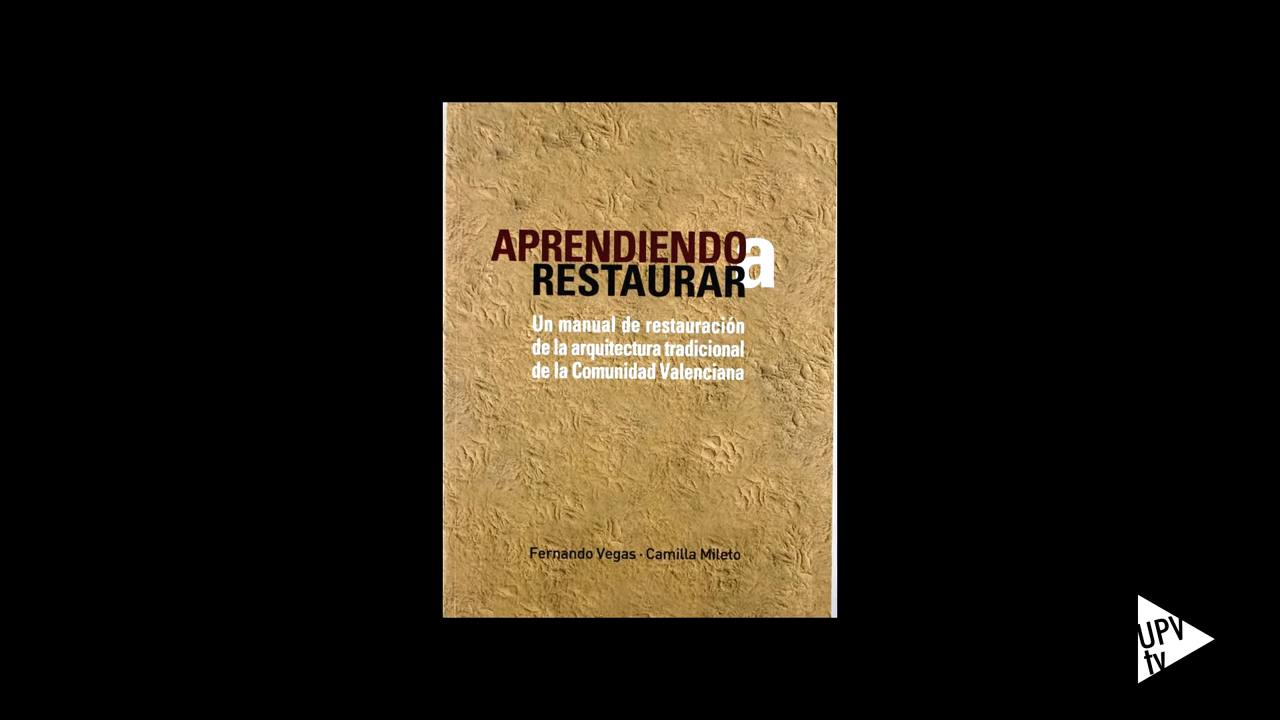 APRENDIENDO a
RESTAURAR
Un manual de restauración
de la arquitectura tradicional
de la Comunidad Valenciana
Fernando Vegas · Camilla Mileto
UPV
tv